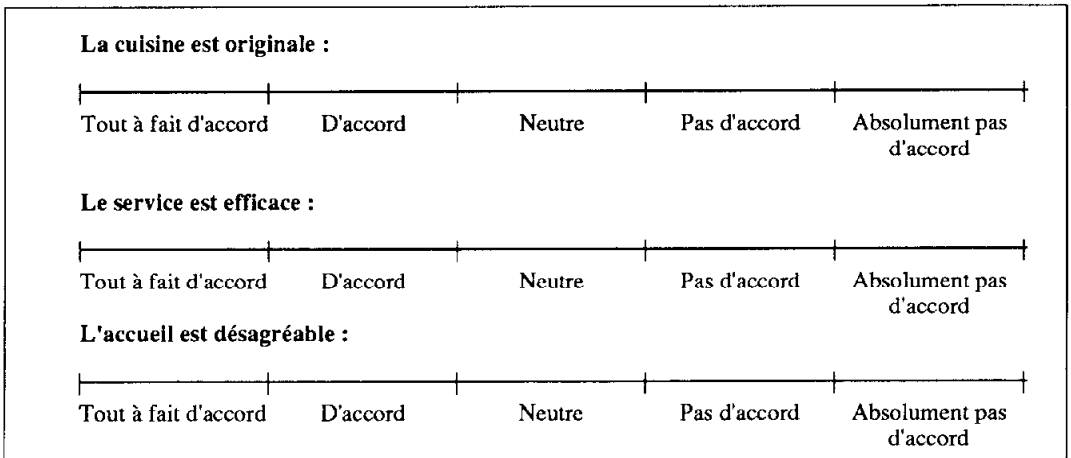 La cuisine est originale :
Tout à fait d'accord D'accord Neutre Pas d'accord Absolument pas
d'accord
Le service est efficace :
Tout à fait d'accord D'accord Neutre Pas d'accord Absolument pas
d'accord
L'accueil est désagréable :
Tout à fait d'accord D'accord Neutre Pas d'accord Absolument pas
d'accord